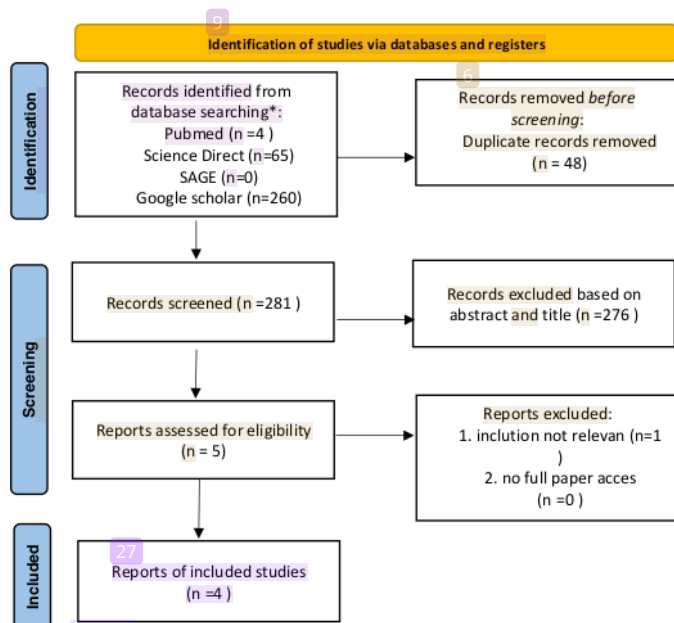 9
Identification of studies via databases and registers
Identification
Records identified from
database searching*:
Pubmed (n =4 )
Science Direct (n=65)
SAGE (n=0)
Google scholar (n=260)
6
Records removed before
screening:
Duplicate records removed
(n = 48)
Screening
Records screened (n =281 )
Records excluded based on
abstract and title (n =276 )
Reports assessed for eligibility
(n = 5)
Reports excluded:
1. inclution not relevan (n=1
)
2. no full paper acces
(n =0 )
Included
27
Reports of included studies
(n =4 )